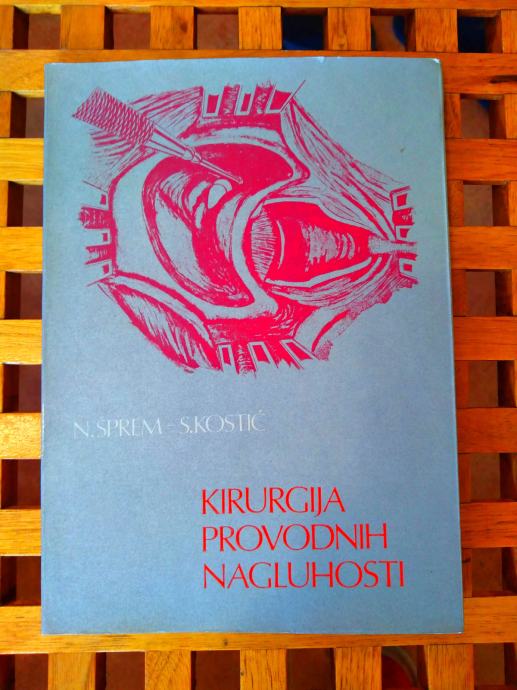 N. ŠPREM - S. KOSTIĆ
KIRURGIJA
PROVODNIH
NAGLUHOSTI